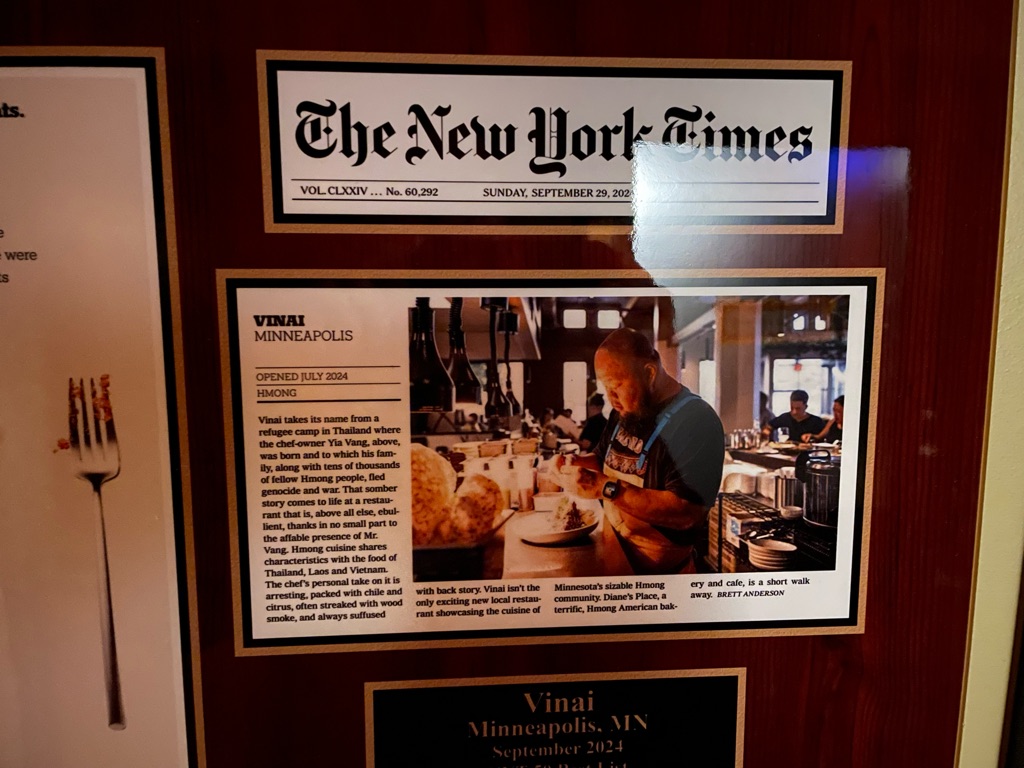 ts.
e
were
ts
The New York Times
VOL. CLXXIV ... No. 60,292
SUNDAY, SEPTEMBER 29, 2024
VINAI
MINNEAPOLIS
OPENED JULY 2024
HMONG
Vinai takes its name from a
refugee camp in Thailand where
the chef-owner Yia Vang, above,
was born and to which his fam-
ily, along with tens of thousands
of fellow Hmong people, fled
genocide and war. That somber
story comes to life at a restau-
rant that is, above all else, ebul-
lient, thanks in no small part to
the affable presence of Mr.
Vang. Hmong cuisine shares
characteristics with the food of
Thailand, Laos and Vietnam.
The chef's personal take on it is
arresting, packed with chile and
citrus, often streaked with wood
smoke, and always suffused
with back story. Vinai isn't the
only exciting new local restau-
rant showcasing the cuisine of
Minnesota's sizable Hmong
community. Diane's Place, a
terrific, Hmong American bak-
ery and cafe, is a short walk
away. BRETT ANDERSON
Vinai
Minneapolis, MN
September 2024